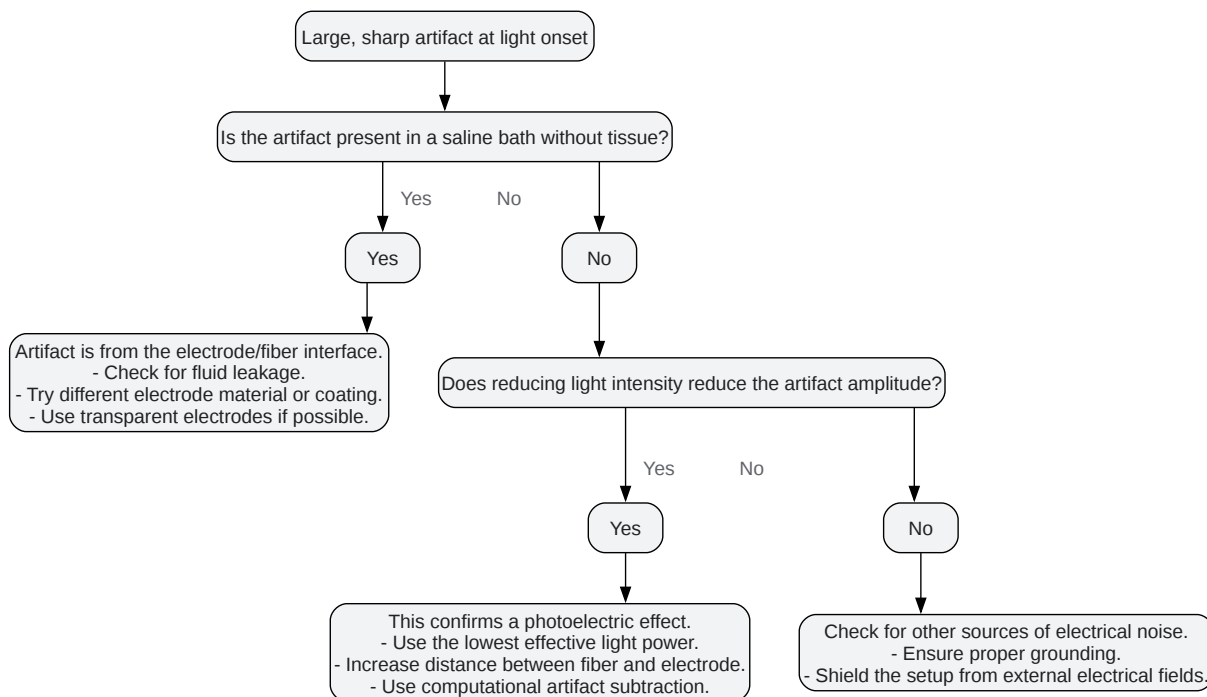 Large, sharp artifact at light onset
Is the artifact present in a saline bath without tissue?
Yes
No
Yes
No
Artifact is from the electrode/fiber interface.
- Check for fluid leakage.
- Try different electrode material or coating.
- Use transparent electrodes if possible.
Does reducing light intensity reduce the artifact amplitude?
Yes
No
Yes
No
This confirms a photoelectric effect.
- Use the lowest effective light power.
- Increase distance between fiber and electrode.
- Use computational artifact subtraction.
Check for other sources of electrical noise.
- Ensure proper grounding.
- Shield the setup from external electrical fields.